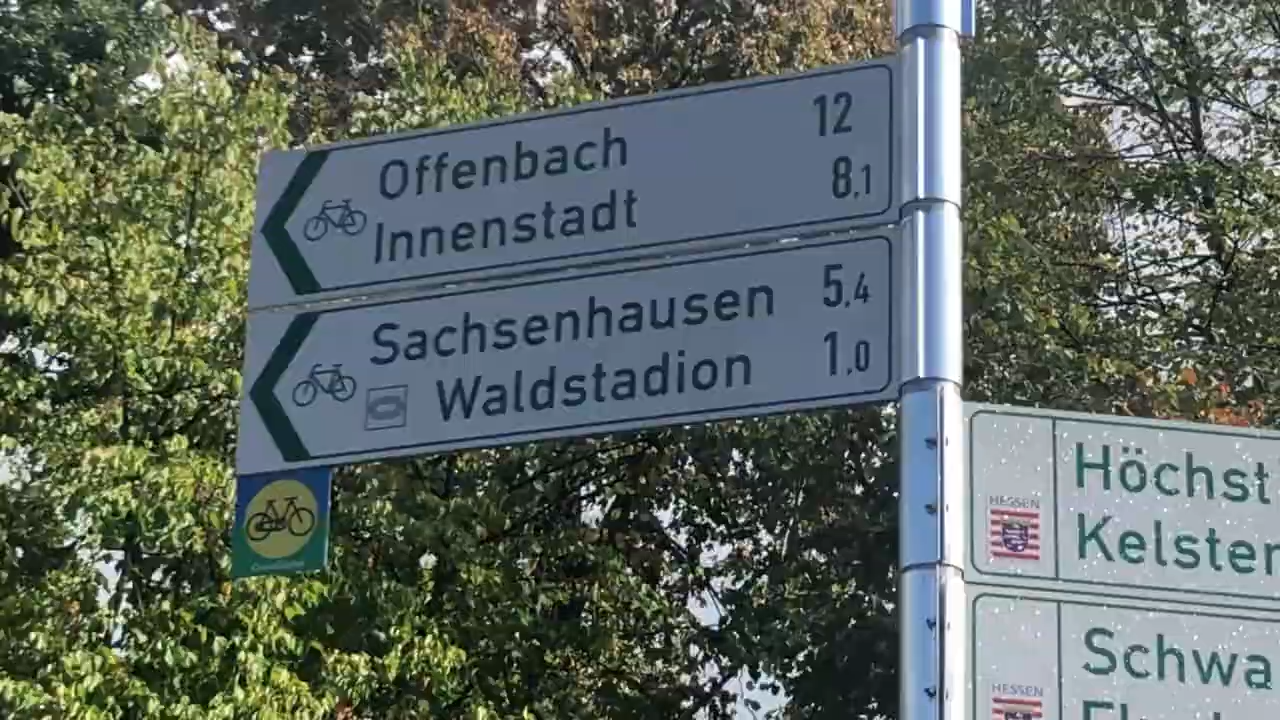 Offenbach 12
Innenstadt 8,1
Sachsenhausen 5,4
Waldstadion 1,0
HESSEN
Höchst
Kelster
HESSEN
Schwa